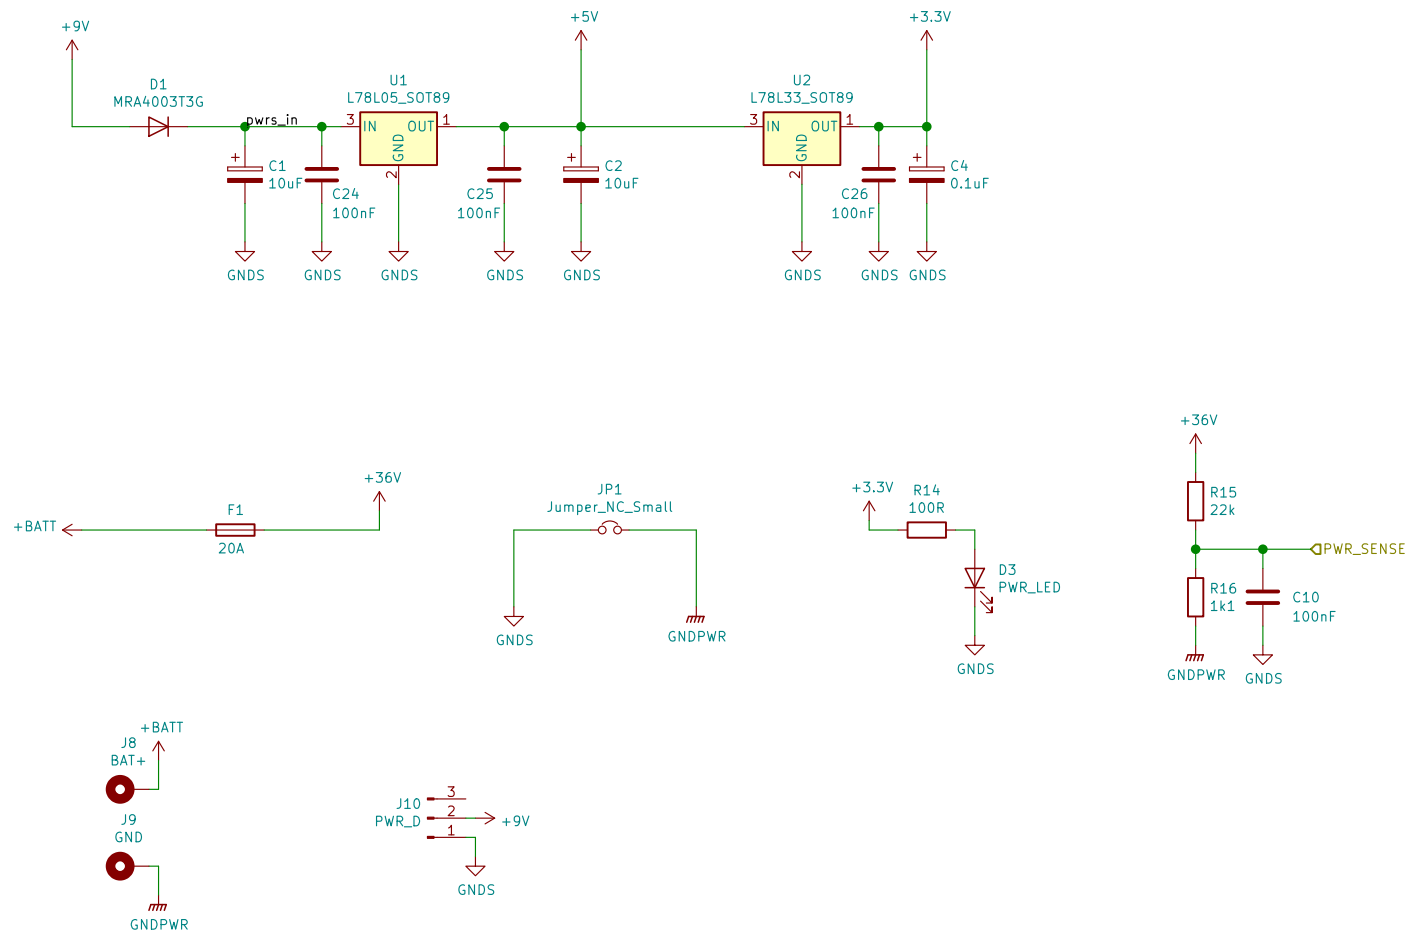 +9V
+5V
+3.3V
D1
MRA4003T3G
U1
L78L05_SOT89
U2
L78L33_SOT89
pwrs_in
3 IN OUT 1
GND
2
3 IN OUT 1
GND
2
+
C1
10uF
C24
100nF
C25
100nF
+
C2
10uF
C26
100nF
+
C4
0.1uF
GNDS
GNDS
GNDS
GNDS
GNDS
GNDS
GNDS
GNDS
+BATT
F1
20A
+36V
JP1
Jumper_NC_Small
GNDS
GNDPWR
+3.3V
R14
100R
D3
PWR_LED
GNDS
+36V
R15
22k
PWR_SENSE
R16
1k1
C10
100nF
GNDPWR
GNDS
+BATT
J8
BAT+
J9
GND
GNDPWR
J10
PWR_D
3
2
1
+9V
GNDS